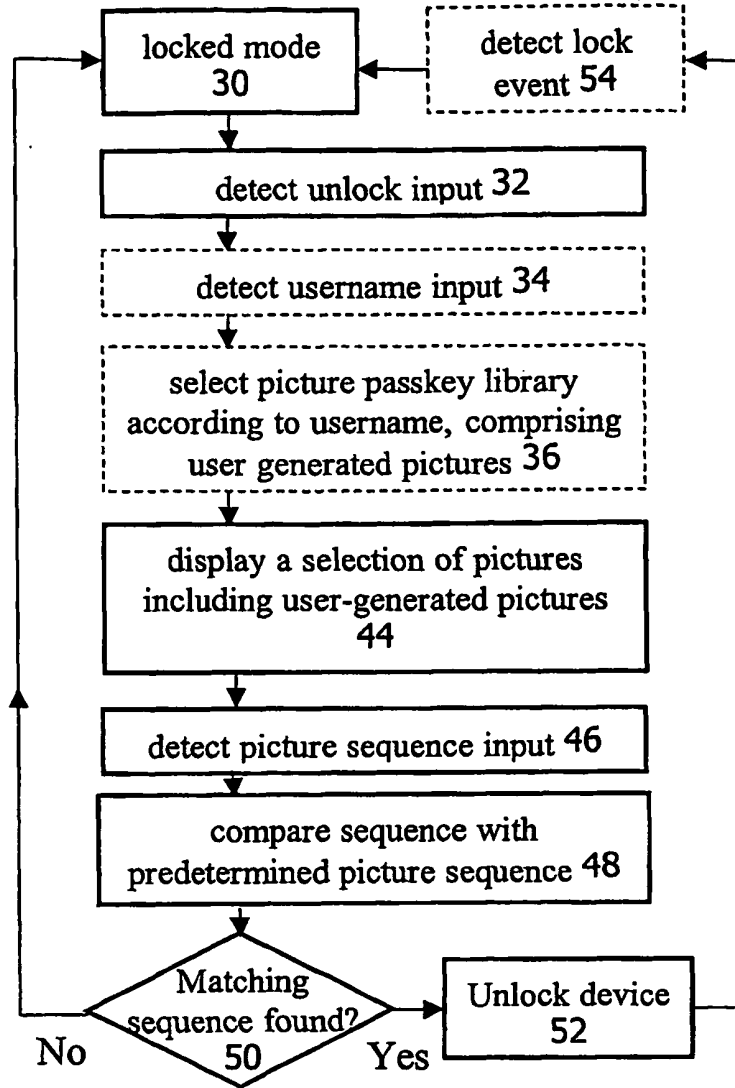 locked mode
30
detect lock
event 54
detect unlock input 32
detect username input 34
select picture passkey library
according to username, comprising
user generated pictures 36
display a selection of pictures
including user-generated pictures
44
detect picture sequence input 46
compare sequence with
predetermined picture sequence 48
Matching
sequence found?
50
No
Yes
Unlock device
52